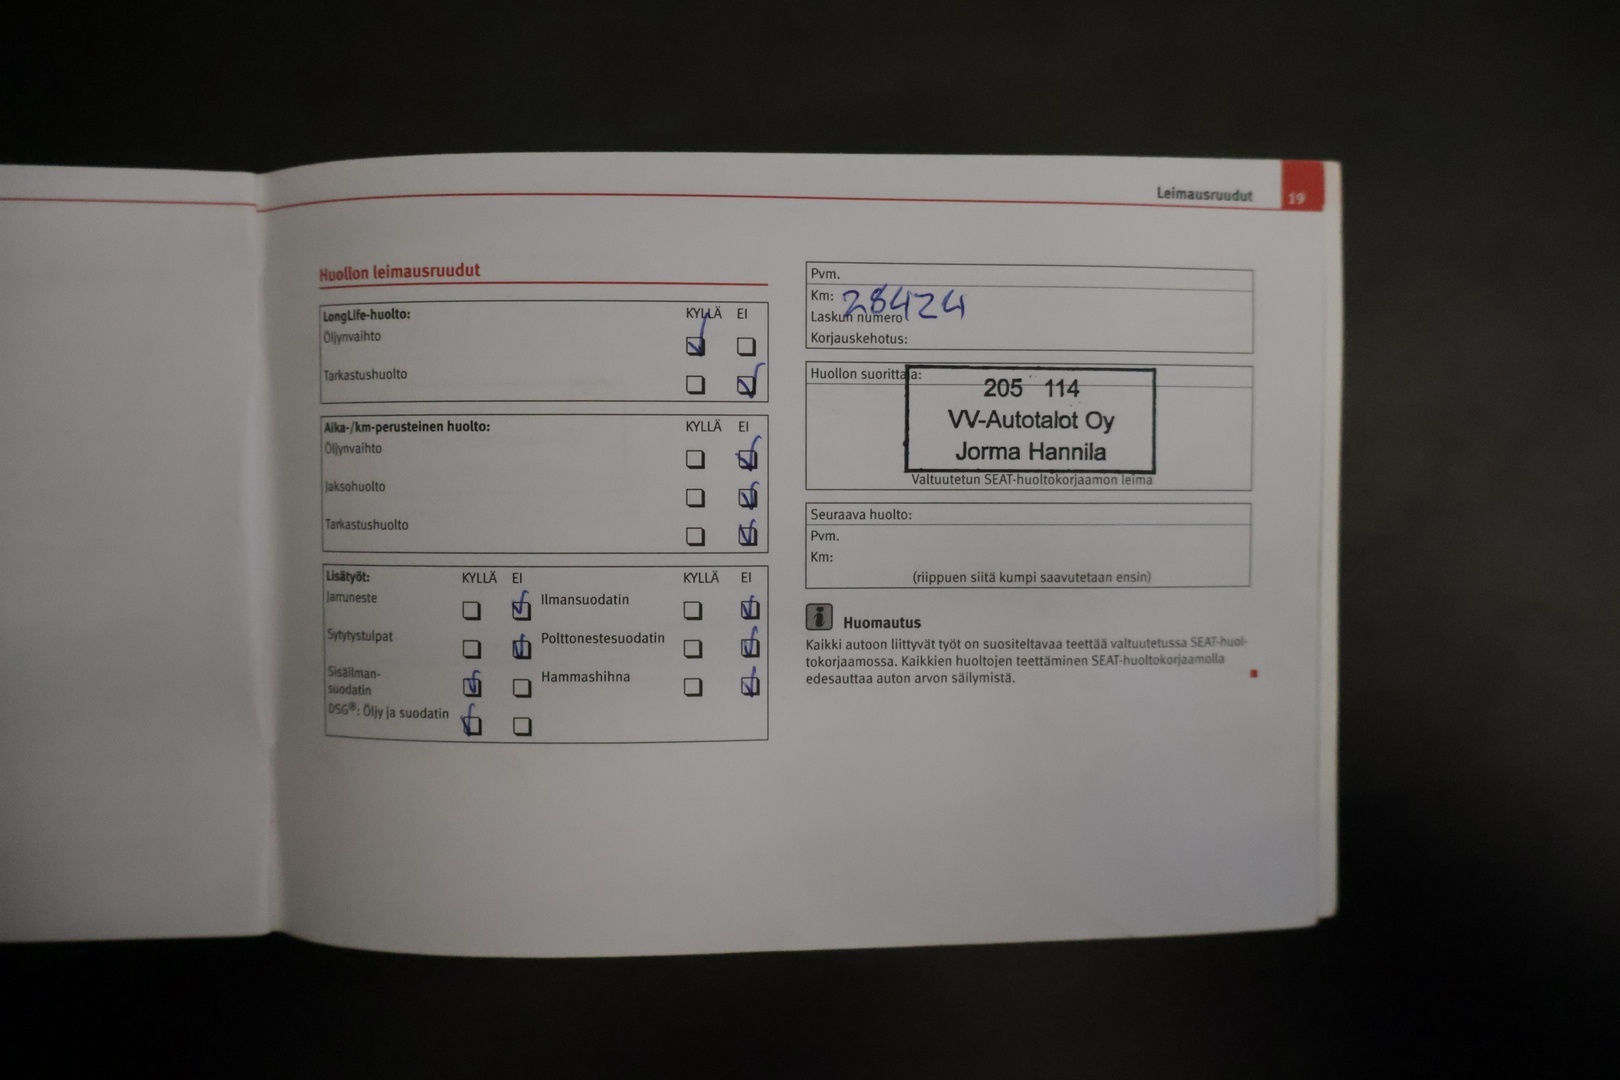 Leimausruudut 19
Huollon leimausruudut
LongLife-huolto: KYLLÄ EI
Öljynvaihto
Tarkastushuolto
Aika-/km-perusteinen huolto: KYLLÄ EI
Öljynvaihto
Jaksohuolto
Tarkastushuolto
Lisätyöt: KYLLÄ EI KYLLÄ EI
Jarruneste Ilmansuodatin
Sytytystulpat Polttonestesuodatin
Sisäilman-
suodatin Hammashihna
DSG®: Öljy ja suodatin
Pvm.
Km: 28424
Laskun numero
Korjauskehotus:
Huollon suorittaja:
205 114
VV-Autotalot Oy
Jorma Hannila
Valtuutetun SEAT-huoltokorjaamon leima
Seuraava huolto:
Pvm.
Km:
(riippuen siitä kumpi saavutetaan ensin)
Huomautus
Kaikki autoon liittyvät työt on suositeltavaa teettää valtuutetussa SEAT-huol-
tokorjaamossa. Kaikkien huoltojen teettäminen SEAT-huoltokorjaamolla
edesauttaa auton arvon säilymistä.